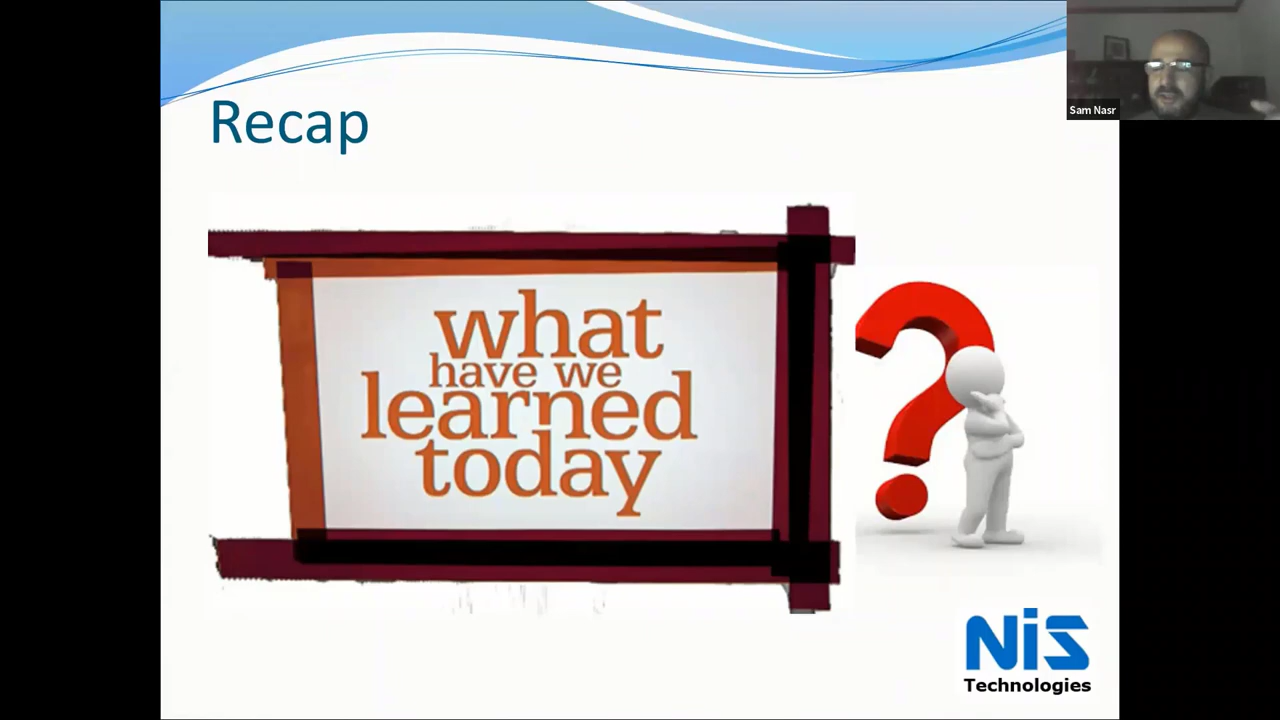 Sam Nasr
Recap
what
have we
learned
today
?
NiS
Technologies